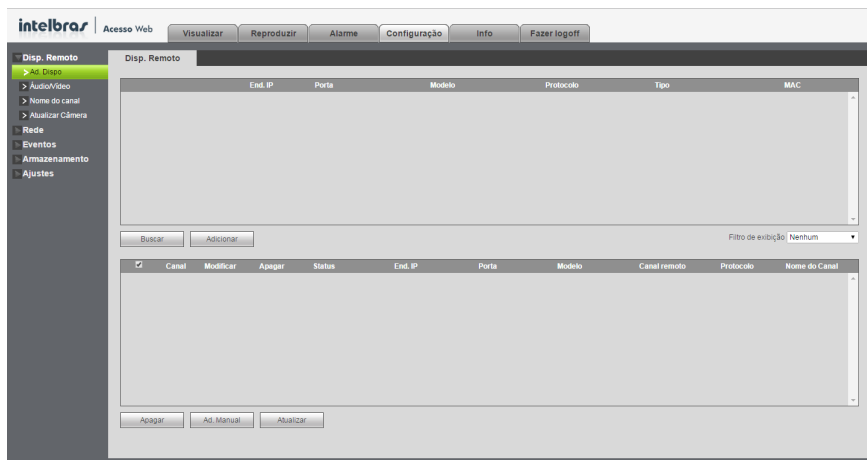 intelbras Acesso Web Visualizar Reproduzir Alarme Configuração Info Fazer logoff
Disp. Remoto
Ad. Dispo
Áudio/Vídeo
Nome do canal
Atualizar Câmera
Rede
Eventos
Armazenamento
Ajustes
Disp. Remoto
End. IP Porta Modelo Protocolo Tipo MAC
Buscar Adicionar Filtro de exibição Nenhum
Canal Modificar Apagar Status End. IP Porta Modelo Canal remoto Protocolo Nome do Canal
Apagar Ad. Manual Atualizar